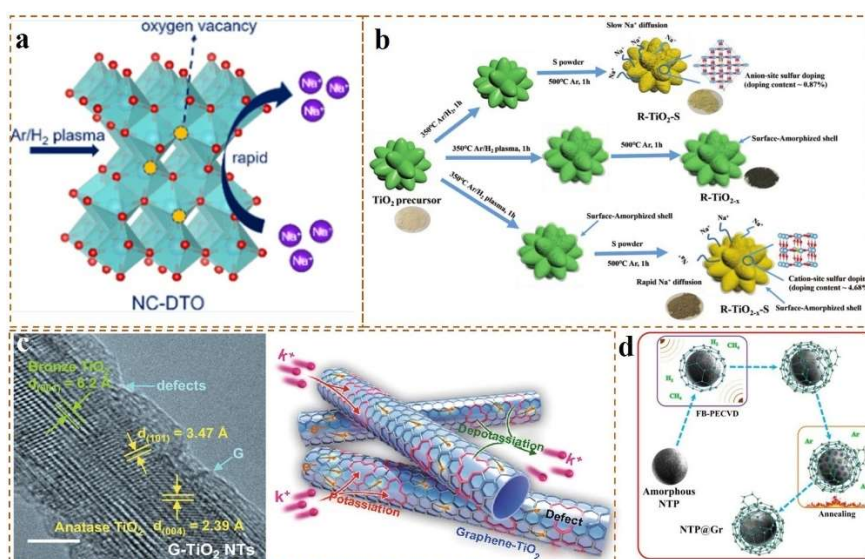 a
oxygen vacancy
Ar/H₂ plasma
rapid
Na⁺
Na⁺
Na⁺
Na⁺
NC-DTO
b
Slow Na⁺ diffusion
S powder
500°C Ar, 1h
Anion-site sulfur doping
(doping content ~ 0.87%)
R-TiO₂-S
350°C Ar/H₂, 1h
TiO₂ precursor
350°C Ar/H₂ plasma, 1h
500°C Ar, 1h
Surface-Amorphized shell
R-TiO₂₋ₓ
350°C Ar/H₂ plasma, 1h
Surface-Amorphized shell
S powder
500°C Ar, 1h
Na⁺
Na⁺
Rapid Na⁺ diffusion
Cation-site sulfur doping
(doping content ~ 4.68%)
Surface-Amorphized shell
R-TiO₂₋ₓ-S
c
Bronze TiO₂
defects
d(101) = 3.47 Å
G
Anatase TiO₂
d(004) = 2.39 Å
G-TiO₂ NTs
k⁺
k⁺
Potassiation
Depotassiation
k⁺
Defect
Graphene-TiO₂
d
H₂
CH₄
H₂
CH₄
FB-PECVD
Amorphous
NTP
Ar
Ar
Annealing
NTP@Gr